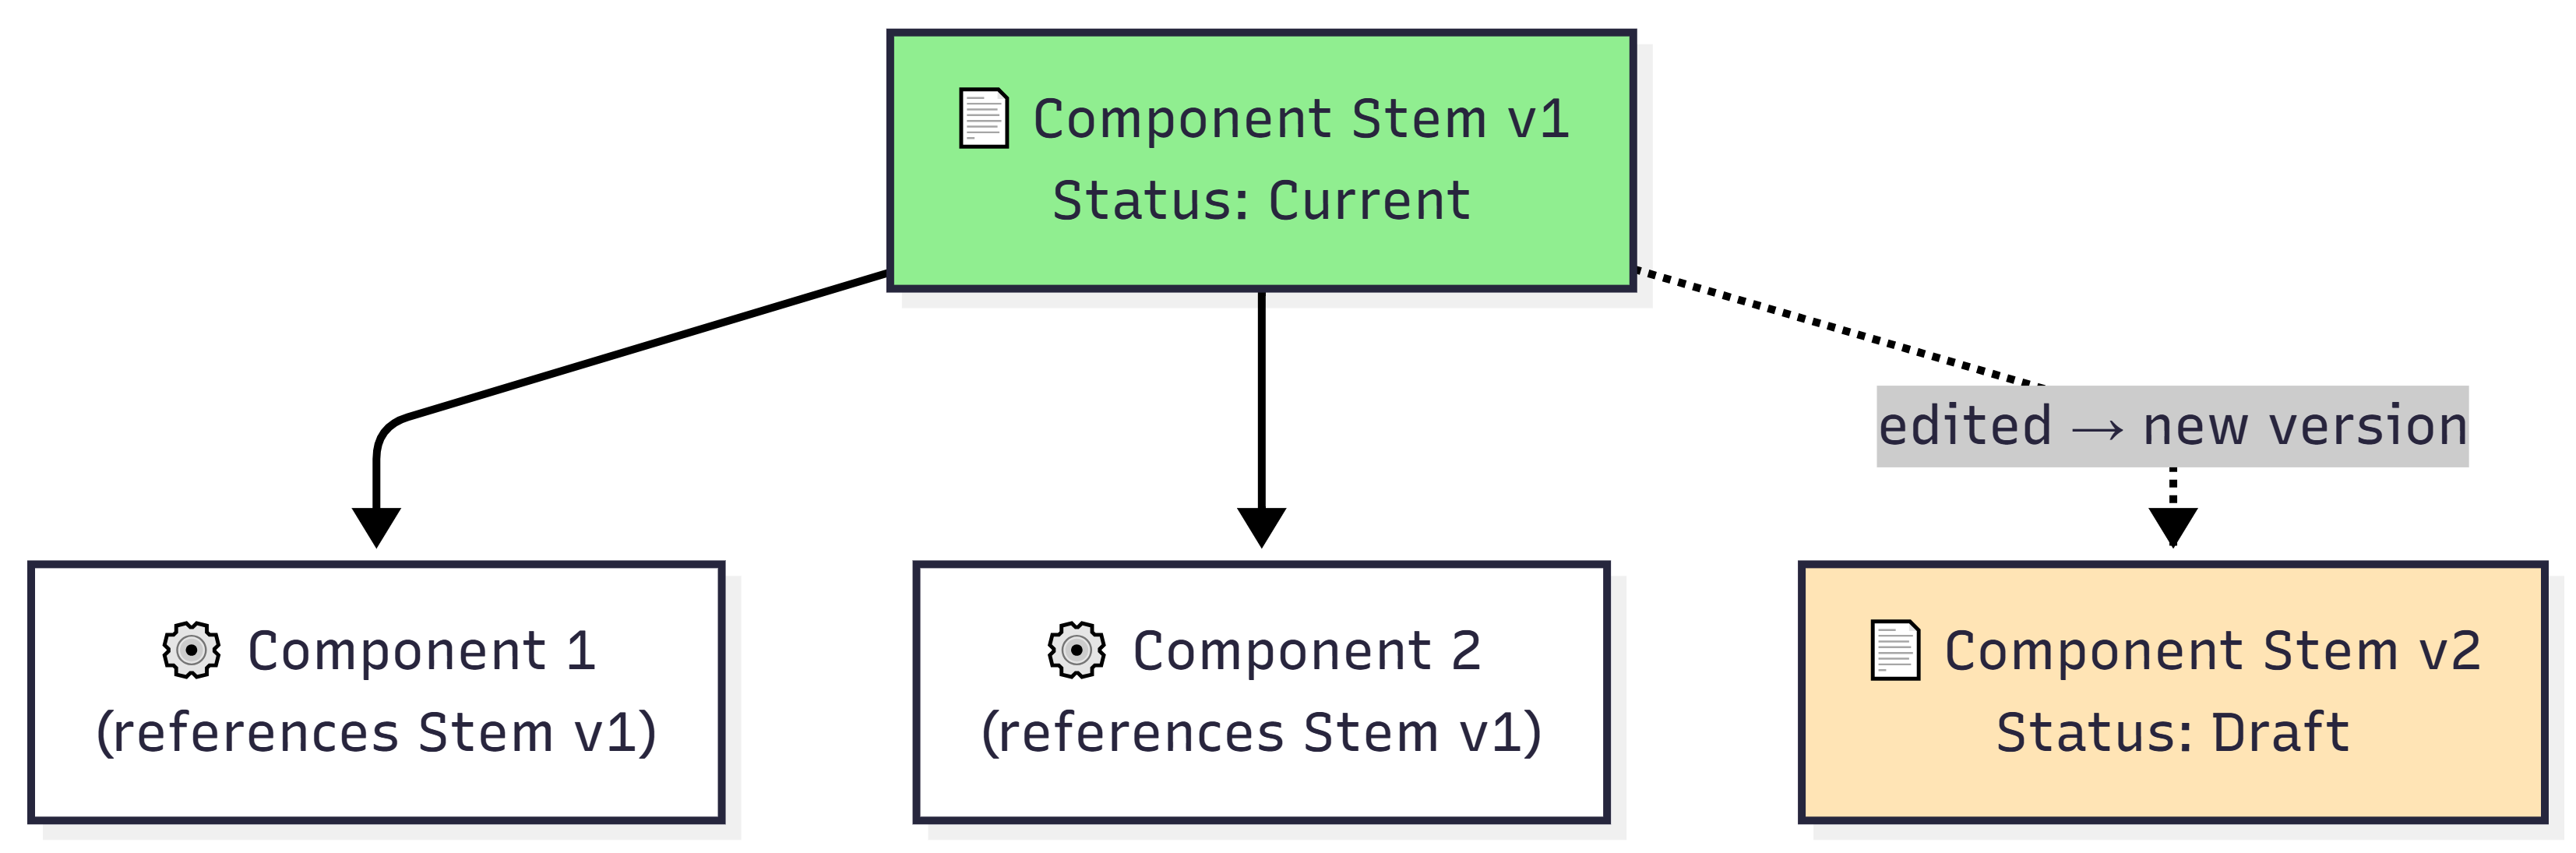 Component Stem v1
Status: Current
edited → new version
Component 1
(references Stem v1)
Component 2
(references Stem v1)
Component Stem v2
Status: Draft